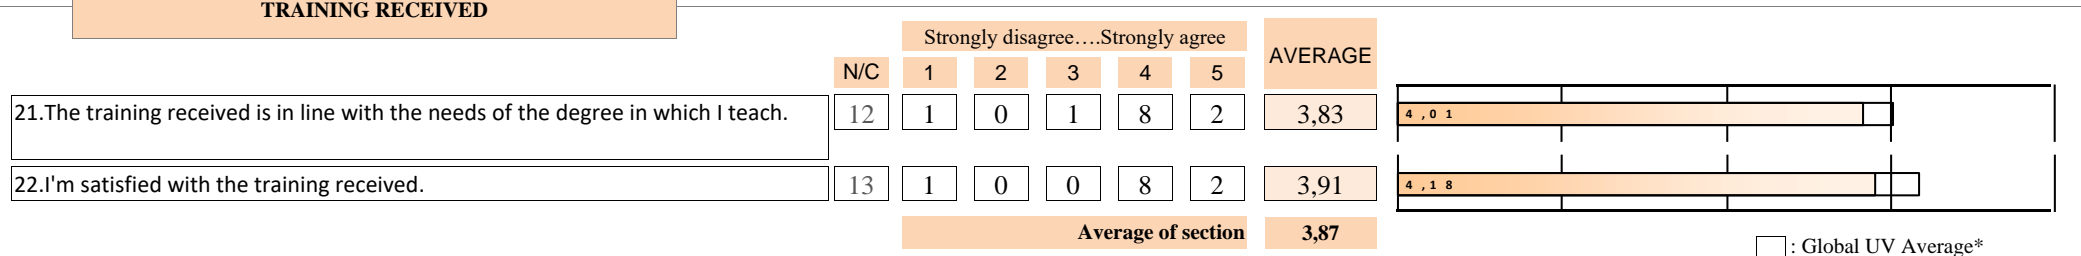 TRAINING RECEIVED
Strongly disagree….Strongly agree
AVERAGE
N/C 1 2 3 4 5
21.The training received is in line with the needs of the degree in which I teach. 12 1 0 1 8 2 3,83 4,01
22.I'm satisfied with the training received. 13 1 0 0 8 2 3,91 4,18
Average of section 3,87
: Global UV Average*